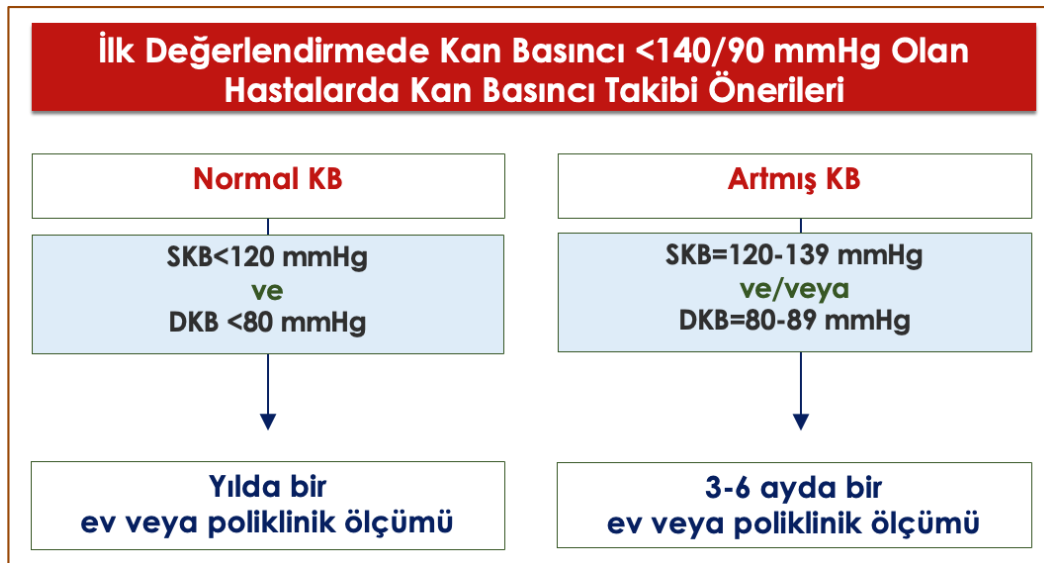 İlk Değerlendirmede Kan Basıncı <140/90 mmHg Olan
Hastalarda Kan Basıncı Takibi Önerileri
Normal KB
SKB<120 mmHg
ve
DKB <80 mmHg
Yılda bir
ev veya poliklinik ölçümü
Artmış KB
SKB=120-139 mmHg
ve/veya
DKB=80-89 mmHg
3-6 ayda bir
ev veya poliklinik ölçümü